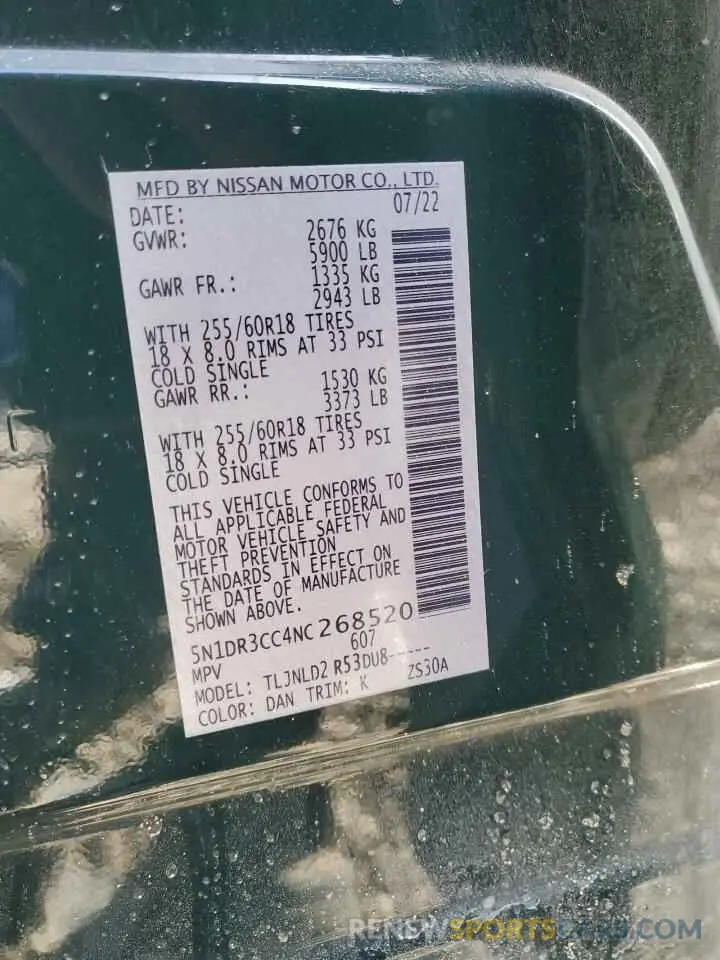 MFD BY NISSAN MOTOR CO., LTD.
DATE: 07/22
GVWR: 2676 KG
5900 LB
GAWR FR.: 1335 KG
2943 LB
WITH 255/60R18 TIRES
18 X 8.0 RIMS AT 33 PSI
COLD SINGLE
GAWR RR.: 1530 KG
3373 LB
WITH 255/60R18 TIRES
18 X 8.0 RIMS AT 33 PSI
COLD SINGLE
THIS VEHICLE CONFORMS TO
ALL APPLICABLE FEDERAL
MOTOR VEHICLE SAFETY AND
THEFT PREVENTION
STANDARDS IN EFFECT ON
THE DATE OF MANUFACTURE
SHOWN ABOVE.
5N1DR3CC4NC268520
MPV 607
MODEL: TLJNLD2 R53DU8-----
COLOR: DAN TRIM: K ZS30A
RENEWSPORTSCARS.COM